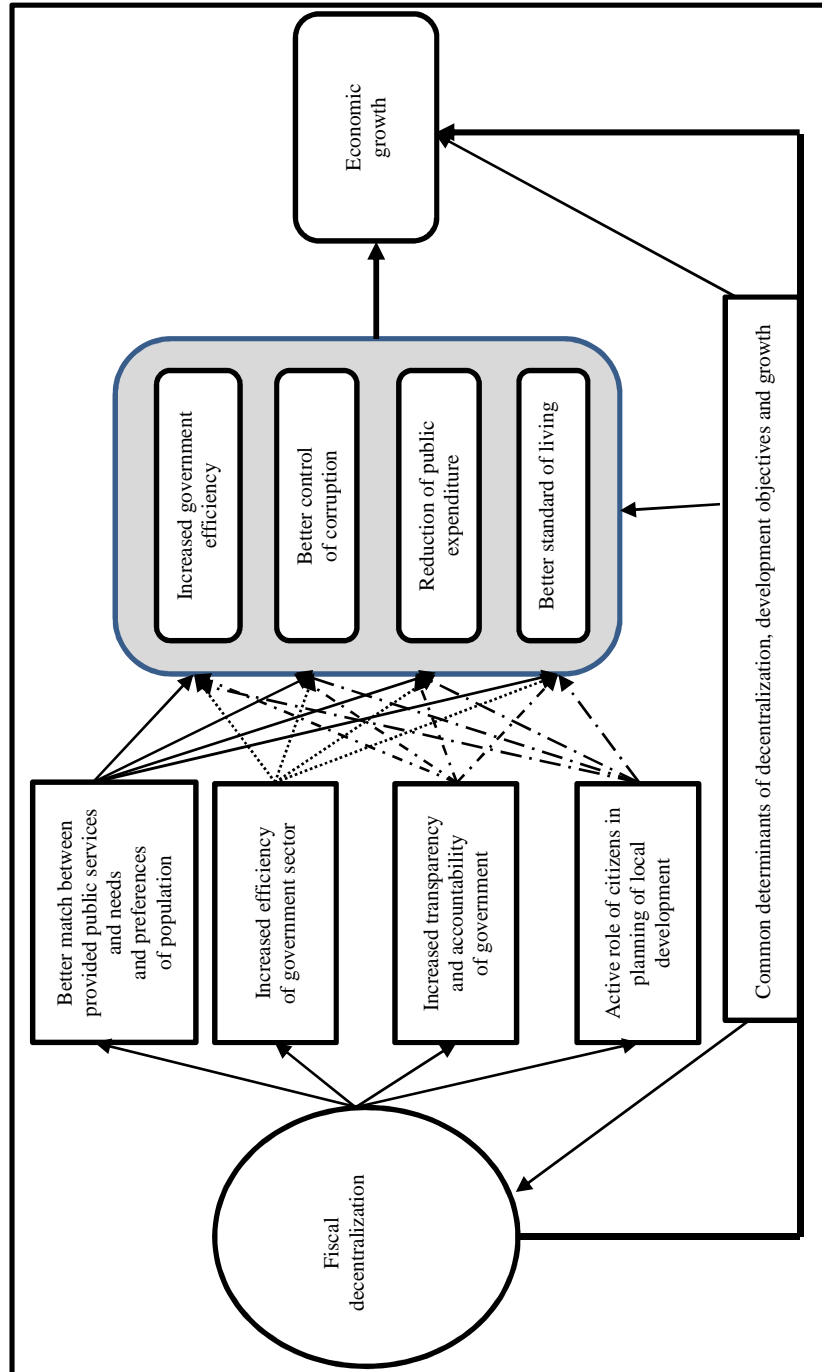 Fiscal
decentralization
Better match between
provided public services
and needs
and preferences
of population
Increased efficiency
of government sector
Increased transparency
and accountability
of government
Active role of citizens in
planning of local
development
Increased government
efficiency
Better control
of corruption
Reduction of public
expenditure
Better standard of living
Economic
growth
Common determinants of decentralization, development objectives and growth